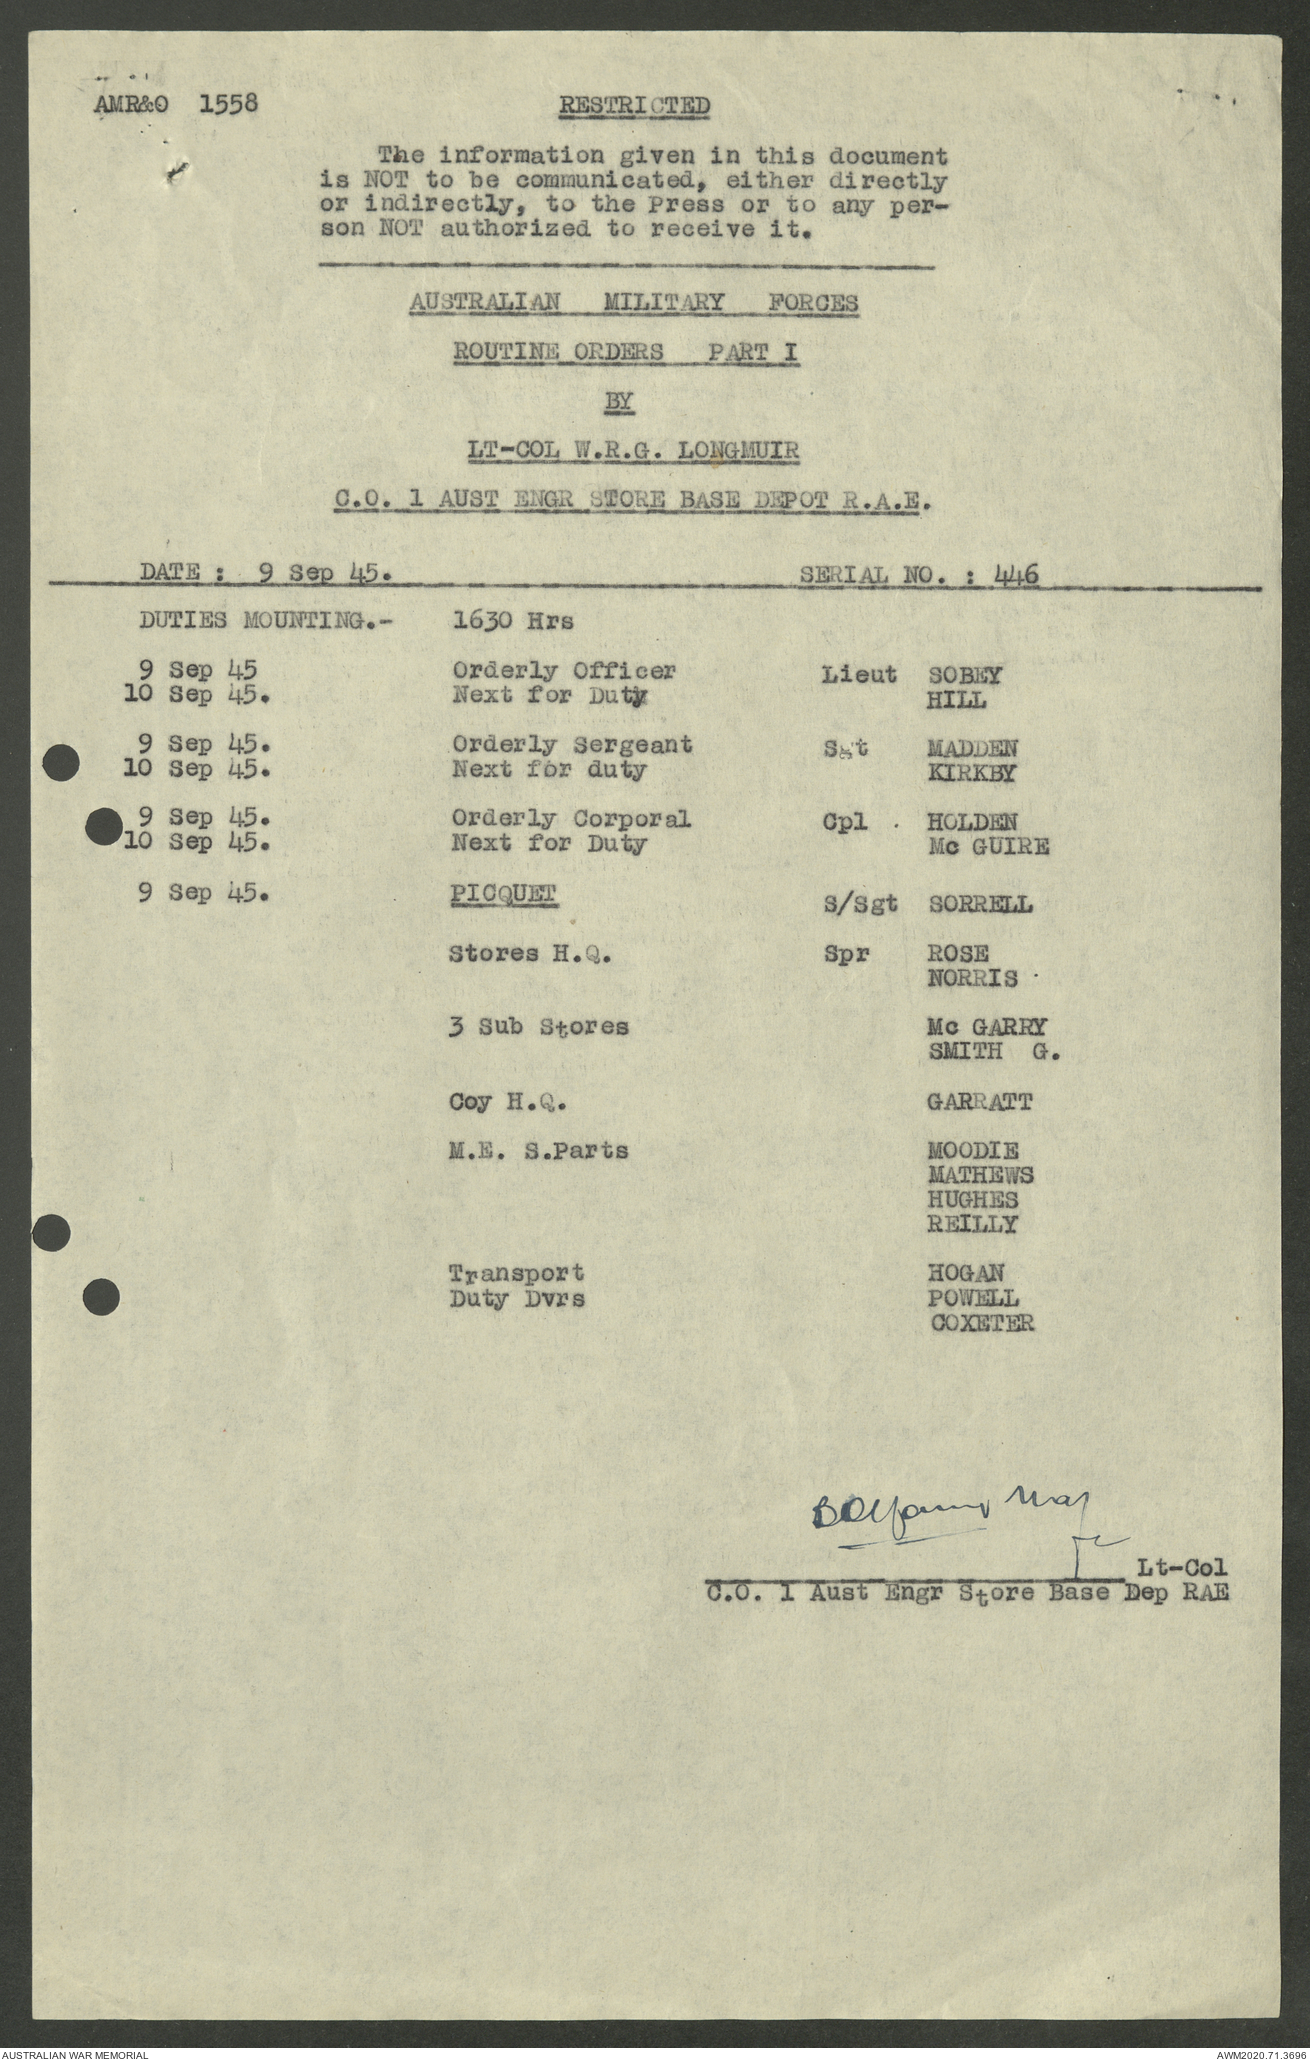 AMR&O 1558 RESTRICTED
The information given in this document
is NOT to be communicated, either directly
or indirectly, to the Press or to any per-
son NOT authorized to receive it.
AUSTRALIAN MILITARY FORCES
ROUTINE ORDERS PART I
BY
LT-COL W.R.G. LONGMUIR
C.O. 1 AUST ENGR STORE BASE DEPOT R.A.E.
DATE : 9 Sep 45. SERIAL NO. : 446
DUTIES MOUNTING.- 1630 Hrs
9 Sep 45 Orderly Officer Lieut SOBEY
10 Sep 45. Next for Duty HILL
9 Sep 45. Orderly Sergeant Sgt MADDEN
10 Sep 45. Next for duty KIRKBY
9 Sep 45. Orderly Corporal Cpl . HOLDEN
10 Sep 45. Next for Duty Mc GUIRE
9 Sep 45. PICQUET S/Sgt SORRELL
Stores H.Q. Spr ROSE
NORRIS
3 Sub Stores Mc GARRY
SMITH G.
Coy H.Q. GARRATT
M.E. S.Parts MOODIE
MATHEWS
HUGHES
REILLY
Transport HOGAN
Duty Dvrs POWELL
COXETER
Maj
Lt-Col
C.O. 1 Aust Engr Store Base Dep RAE
AUSTRALIAN WAR MEMORIAL AWM2020.71.3696